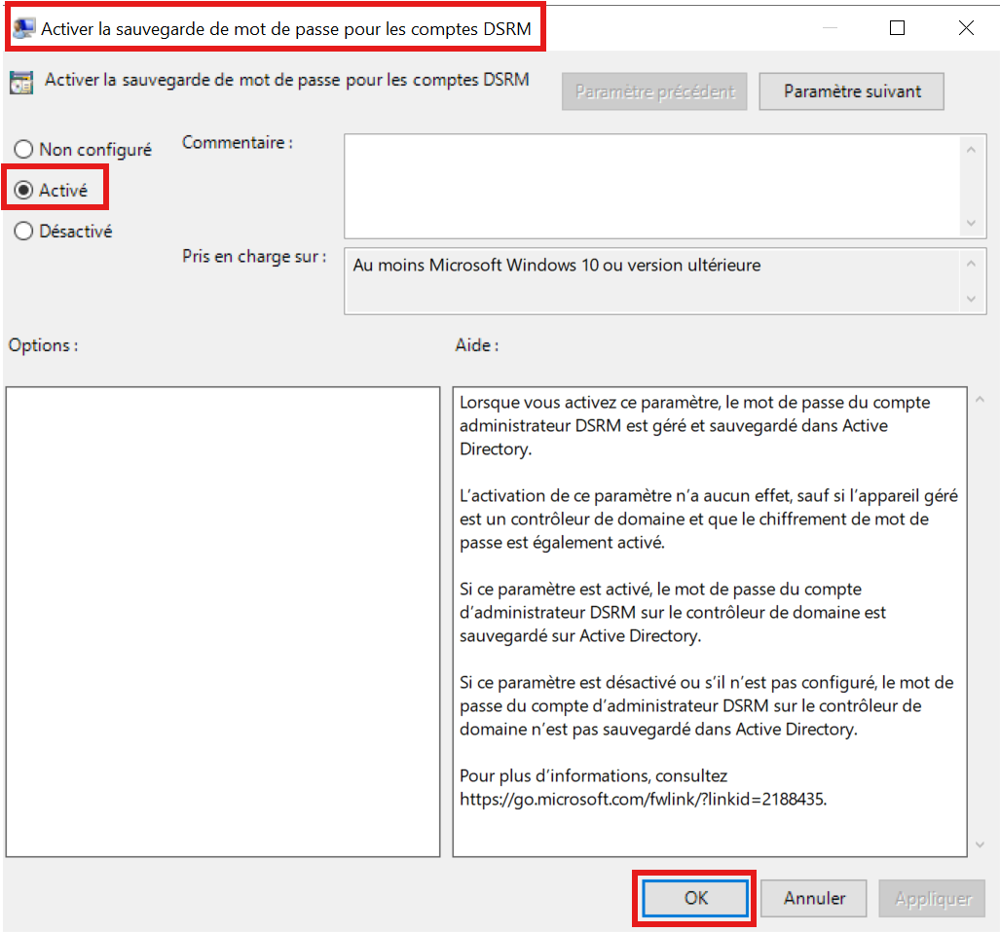 Activer la sauvegarde de mot de passe pour les comptes DSRM
Activer la sauvegarde de mot de passe pour les comptes DSRM
Paramètre précédent
Paramètre suivant
Non configuré
Commentaire :
Activé
Désactivé
Pris en charge sur :
Au moins Microsoft Windows 10 ou version ultérieure
Options :
Aide :
Lorsque vous activez ce paramètre, le mot de passe du compte
administrateur DSRM est géré et sauvegardé dans Active
Directory.
L’activation de ce paramètre n’a aucun effet, sauf si l’appareil géré
est un contrôleur de domaine et que le chiffrement de mot de
passe est également activé.
Si ce paramètre est activé, le mot de passe du compte
d’administrateur DSRM sur le contrôleur de domaine est
sauvegardé sur Active Directory.
Si ce paramètre est désactivé ou s’il n’est pas configuré, le mot de
passe du compte d’administrateur DSRM sur le contrôleur de
domaine n’est pas sauvegardé dans Active Directory.
Pour plus d’informations, consultez
https://go.microsoft.com/fwlink/?linkid=2188435.
OK
Annuler
Appliquer